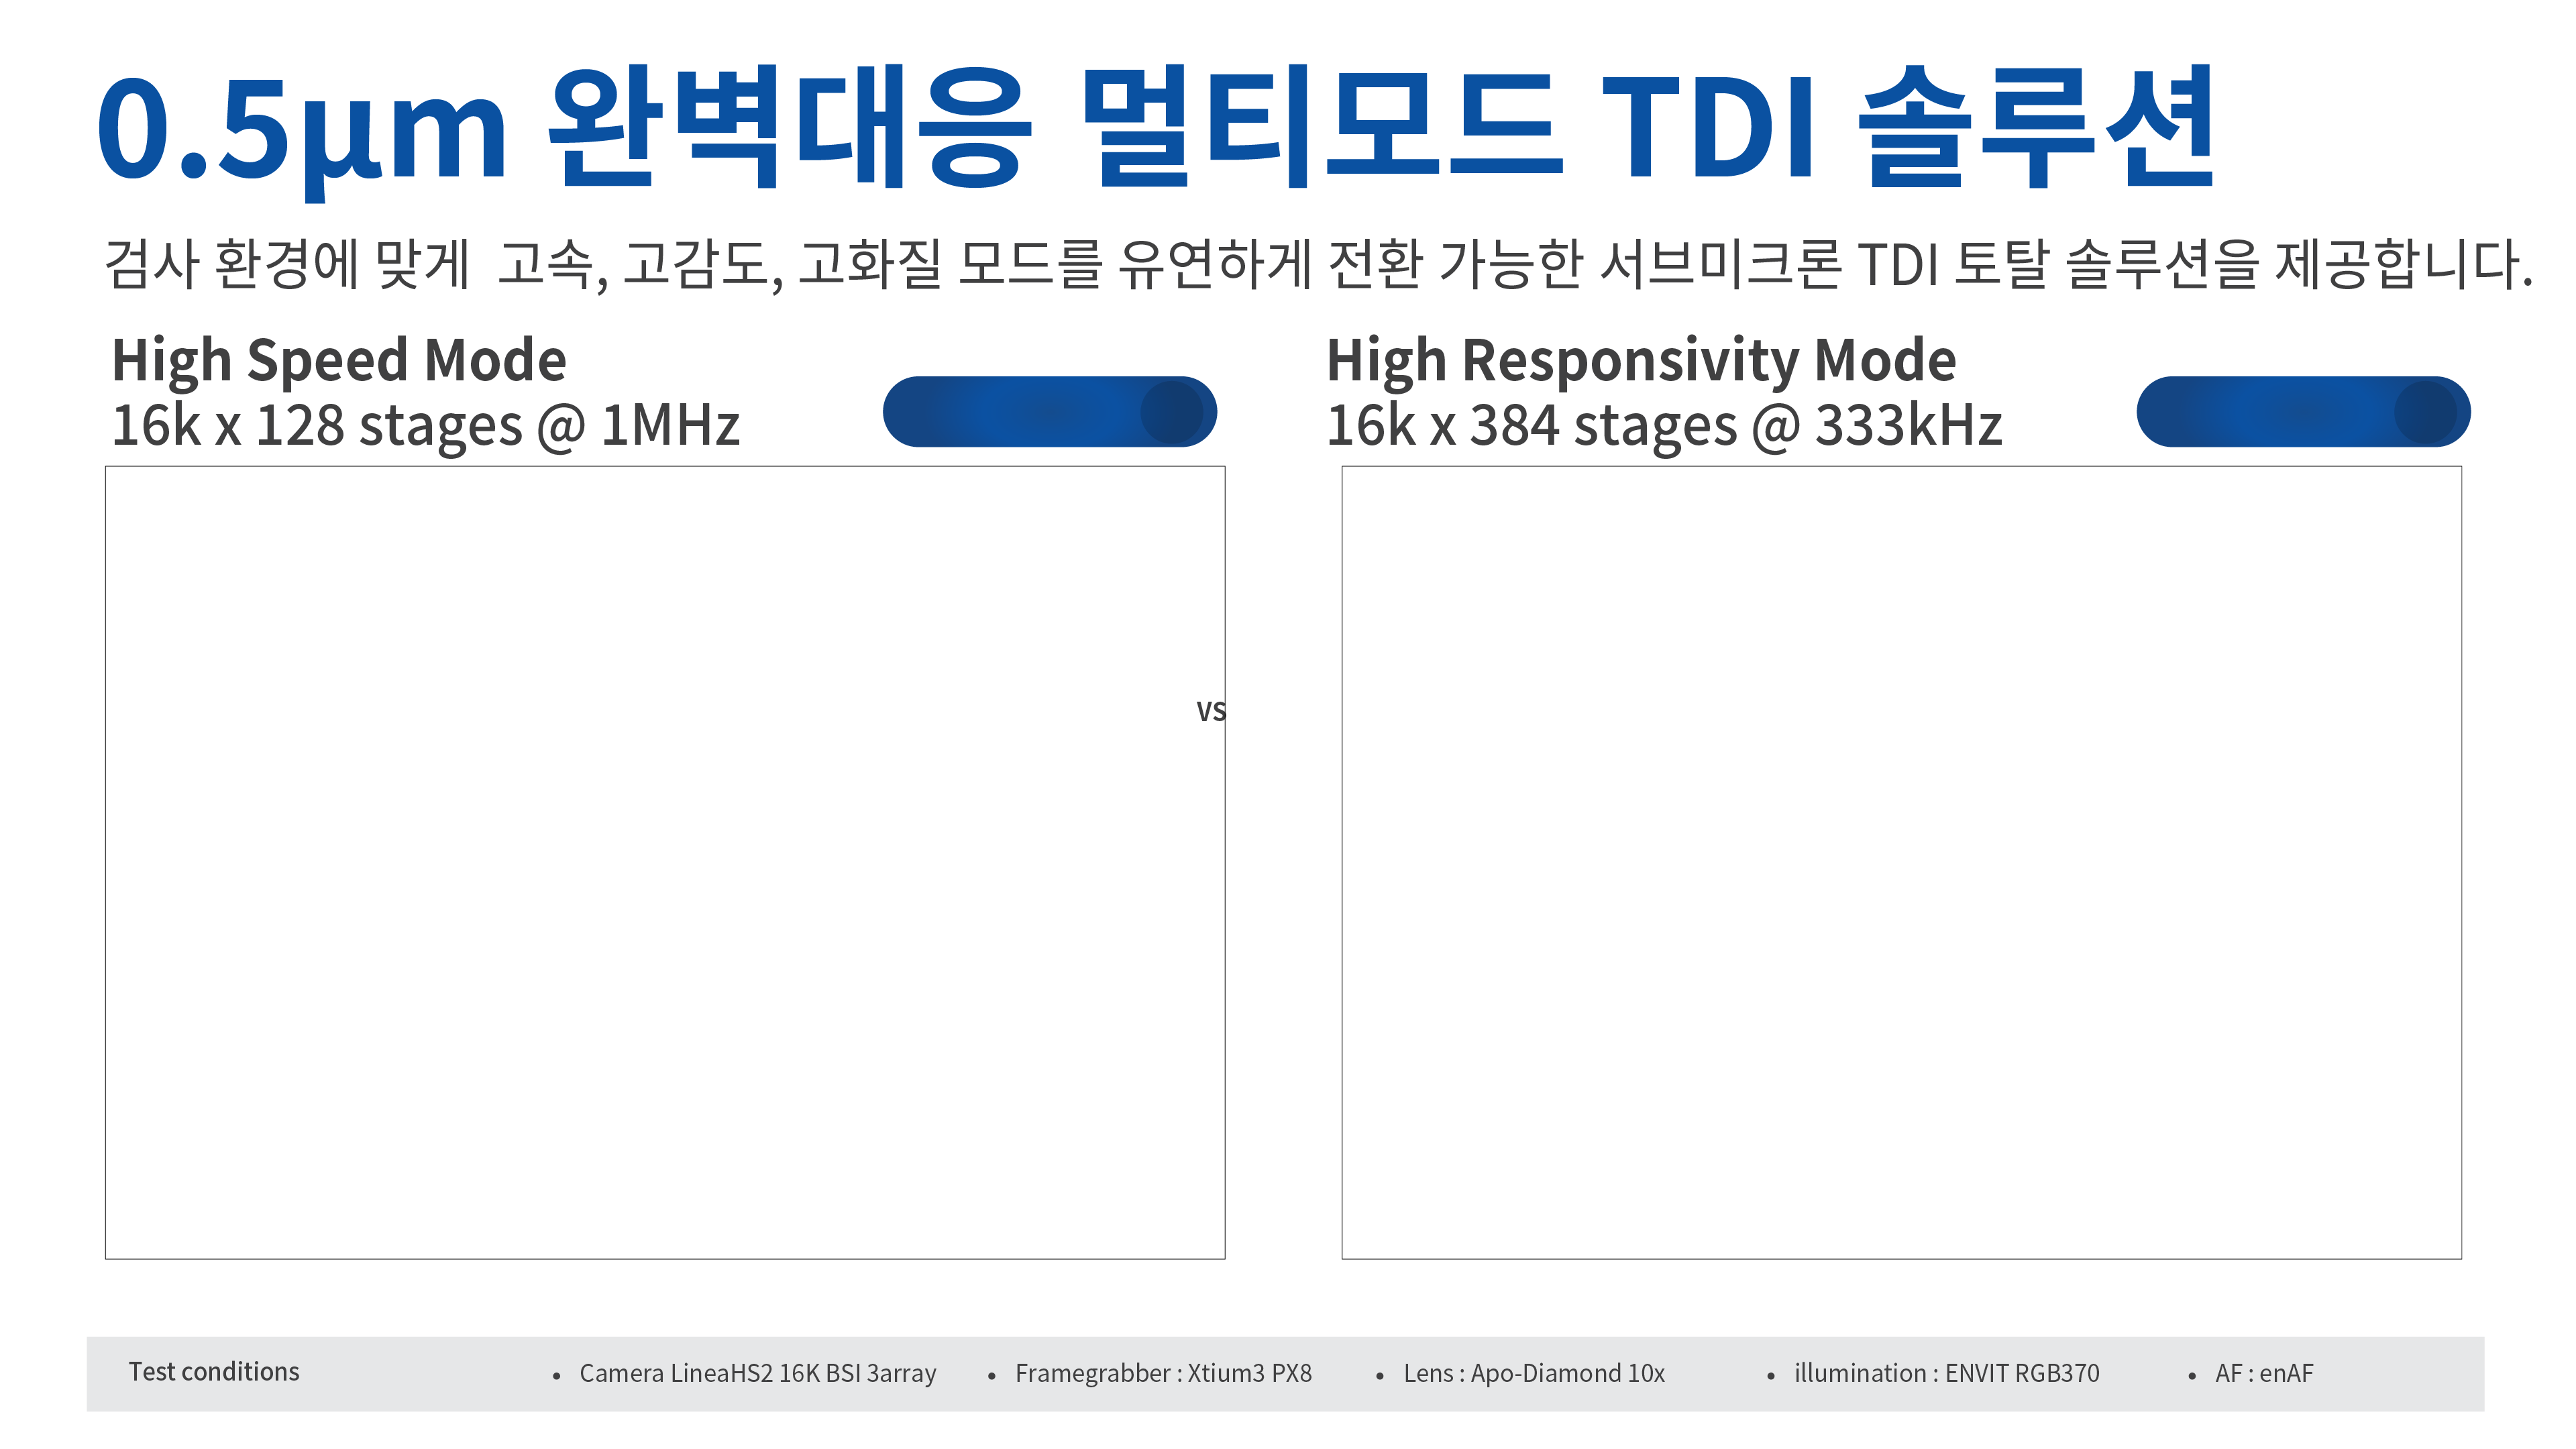 0.5μm 완벽대응 멀티모드 TDI 솔루션
검사 환경에 맞게 고속, 고감도, 고화질 모드를 유연하게 전환 가능한 서브미크론 TDI 토탈 솔루션을 제공합니다.
High Speed Mode
16k x 128 stages @ 1MHz
High Responsivity Mode
16k x 384 stages @ 333kHz
vs
Test conditions
• Camera LineaHS2 16K BSI 3array
• Framegrabber : Xtium3 PX8
• Lens : Apo-Diamond 10x
• illumination : ENVIT RGB370
• AF : enAF